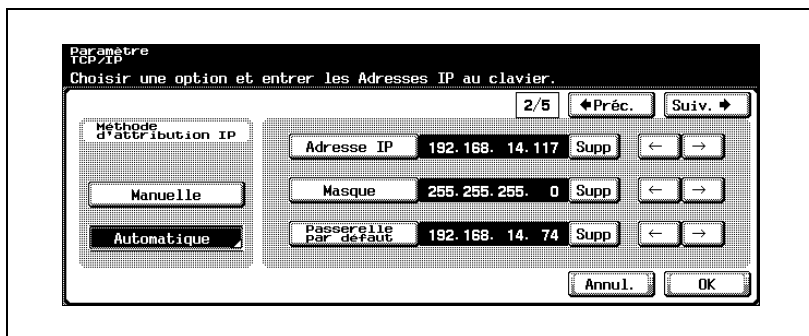 Paramètre
TCP/IP
Choisir une option et entrer les Adresses IP au clavier.
2/5 ←Préc. Suiv. →
Méthode
d'attribution IP
Adresse IP 192.168. 14.117 Supp ← →
Manuelle
Masque 255.255.255. 0 Supp ← →
Automatique
Passerelle
par défaut 192.168. 14. 74 Supp ← →
Annul. OK